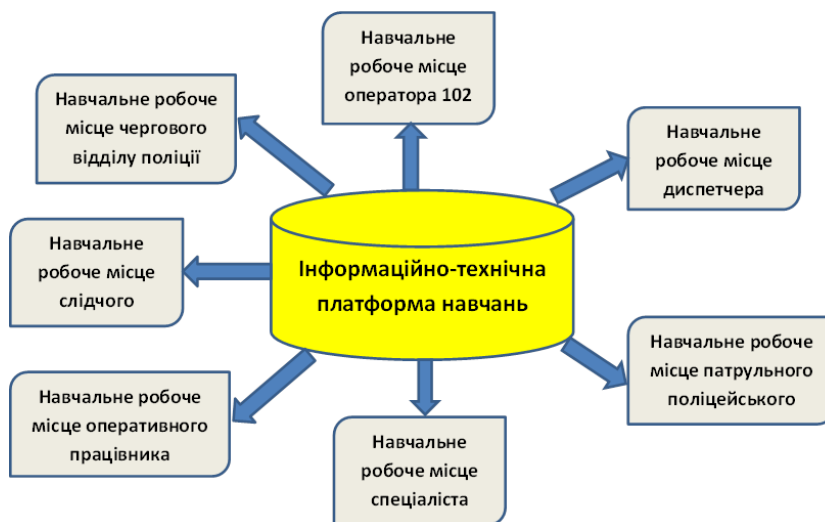 Навчальне
робоче місце
оператора 102
Навчальне робоче
місце чергового
відділу поліції
Навчальне
робоче місце
диспетчера
Навчальне
робоче місце
слідчого
Інформаційно-технічна
платформа навчань
Навчальне робоче
місце патрульного
поліцейського
Навчальне робоче
місце оперативного
працівника
Навчальне
робоче місце
спеціаліста